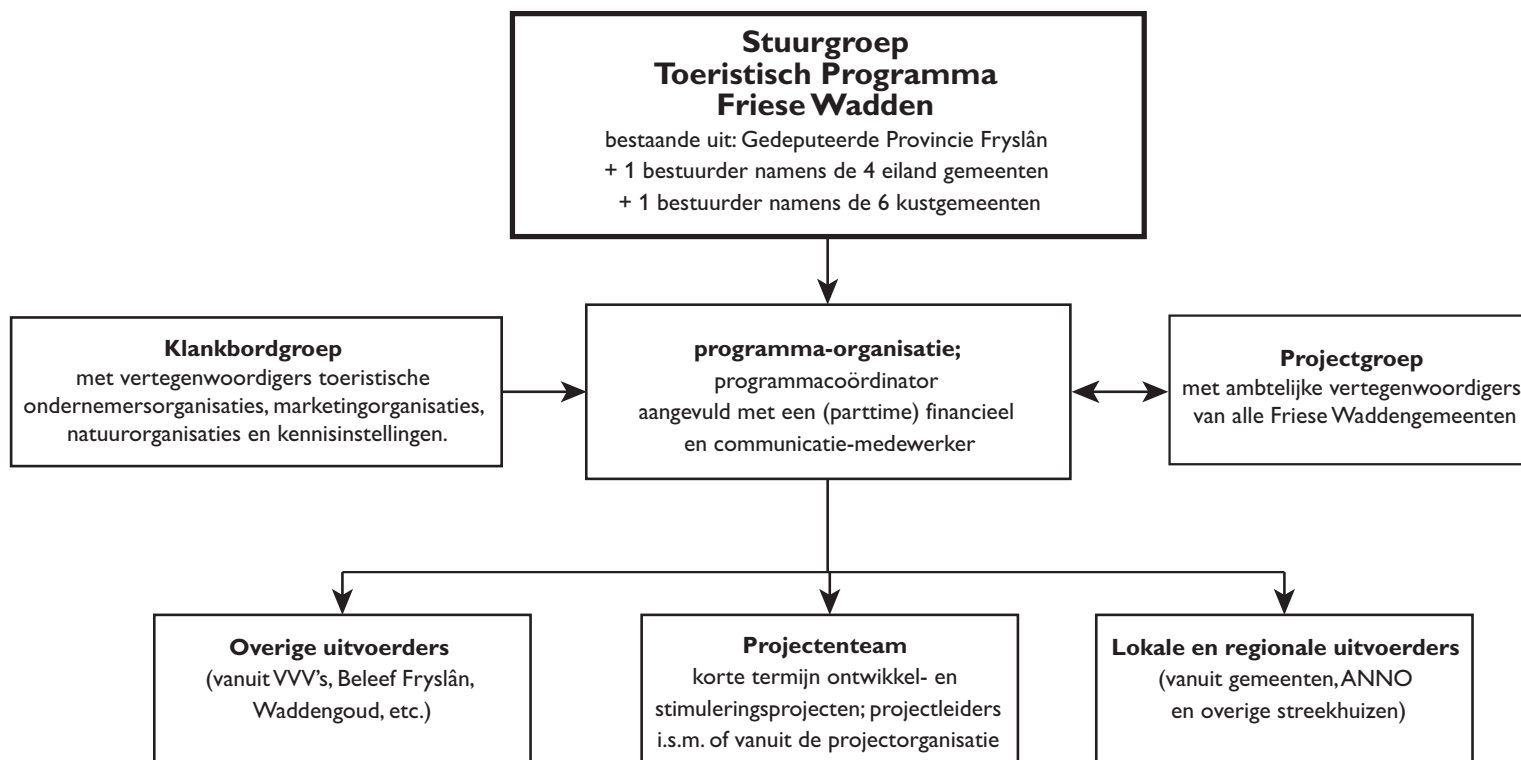 Stuurgroep
Toeristisch Programma
Friese Wadden
bestaande uit: Gedeputeerde Provincie Fryslân
+ 1 bestuurder namens de 4 eiland gemeenten
+ 1 bestuurder namens de 6 kustgemeenten
Klankbordgroep
met vertegenwoordigers toeristische
ondernemersorganisaties, marketingorganisaties,
natuurorganisaties en kennisinstellingen.
programma-organisatie;
programmacoördinator
aangevuld met een (parttime) financieel
en communicatie-medewerker
Projectgroep
met ambtelijke vertegenwoordigers
van alle Friese Waddengemeenten
Overige uitvoerders
(vanuit VVV's, Beleef Fryslân,
Waddengoud, etc.)
Projectenteam
korte termijn ontwikkel- en
stimuleringsprojecten; projectleiders
i.s.m. of vanuit de projectorganisatie
Lokale en regionale uitvoerders
(vanuit gemeenten, ANNO
en overige streekhuizen)